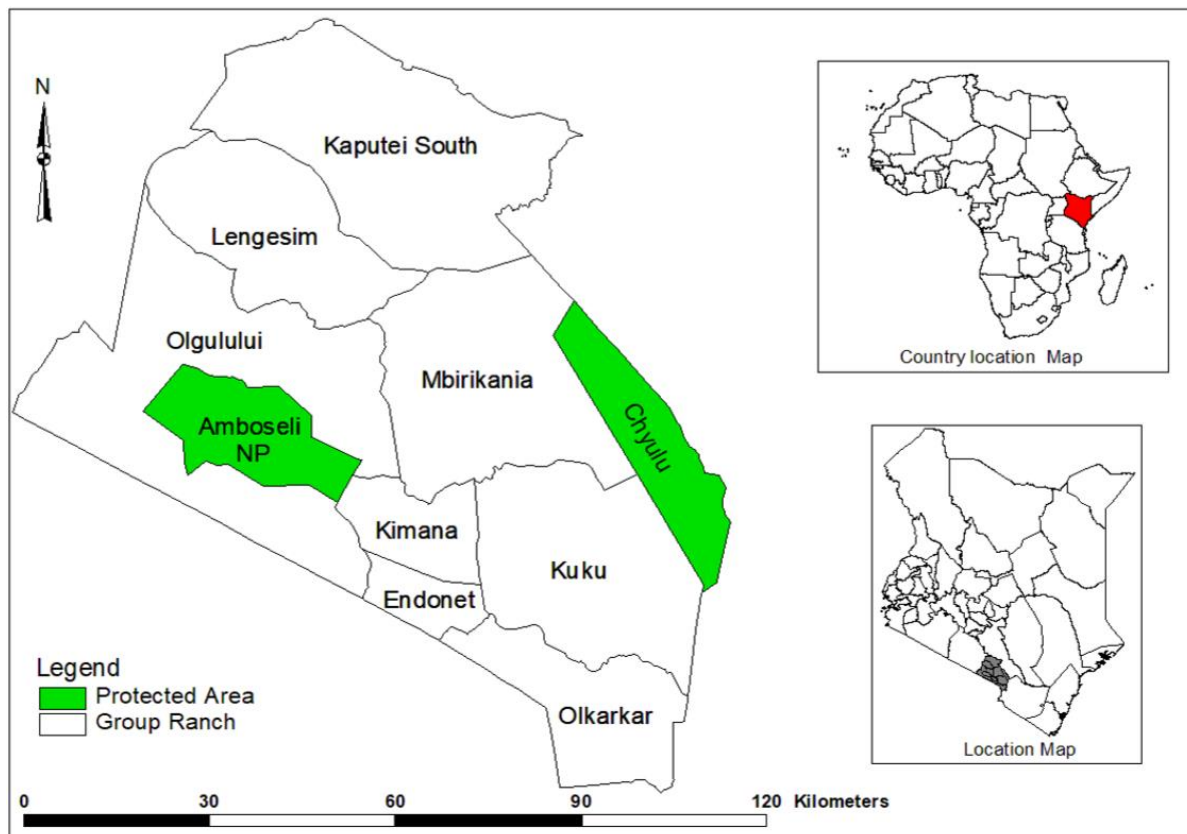 N
Kaputei South
Lengesim
Olgulului
Mbirikania
Amboseli
NP
Chyulu
Kimana
Kuku
Endonet
Olkarkar
Legend
Protected Area
Group Ranch
0 30 60 90 120 Kilometers
Country location Map
Location Map